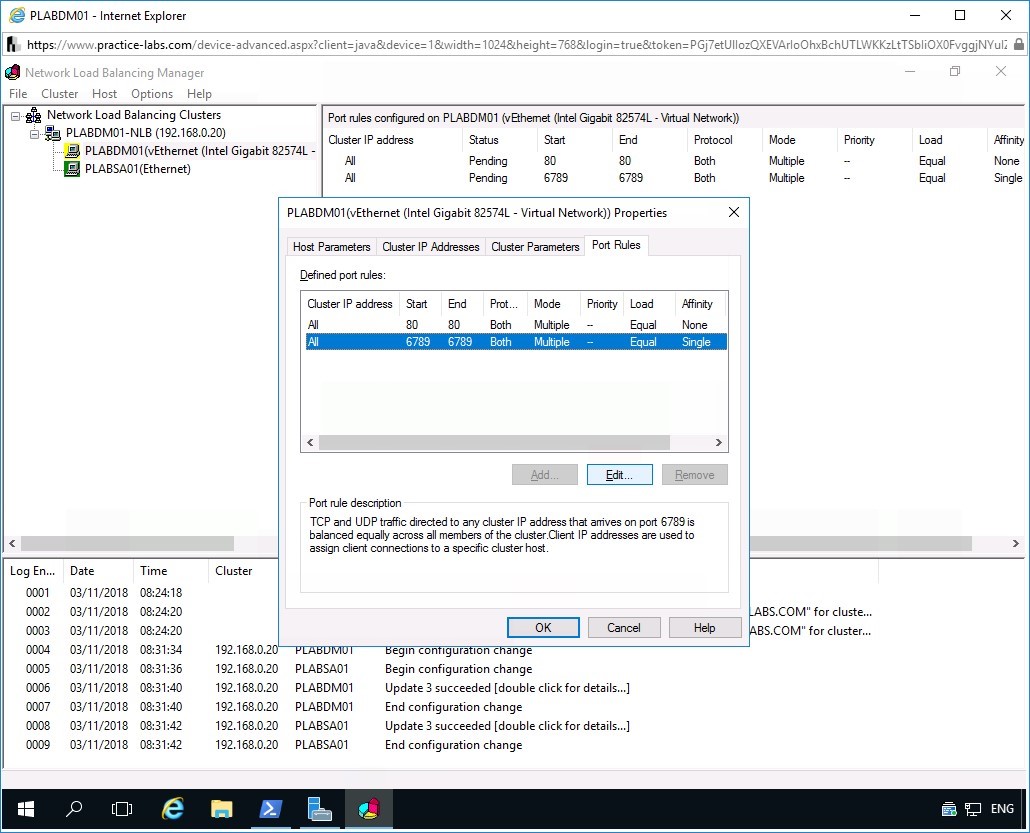 PLABDM01 - Internet Explorer
https://www.practice-labs.com/device-advanced.aspx?client=java&device=1&width=1024&height=768&login=true&token=
Network Load Balancing Manager
File Cluster Host Options Help
Network Load Balancing Clusters
PLABDM01-NLB (192.168.0.20)
PLABDM01(vEthernet (Intel Gigabit 82574L -
PLABSA01(Ethernet)
Port rules configured on PLABDM01 (vEthernet (Intel Gigabit 82574L - Virtual Network))
Cluster IP address Status Start End Protocol Mode Priority Load Affinity
All Pending 80 80 Both Multiple -- Equal None
All Pending 6789 6789 Both Multiple -- Equal Single
PLABDM01(vEthernet (Intel Gigabit 82574L - Virtual Network)) Properties
Host Parameters Cluster IP Addresses Cluster Parameters Port Rules
Defined port rules:
Cluster IP address Start End Prot... Mode Priority Load Affinity
All 80 80 Both Multiple -- Equal None
All 6789 6789 Both Multiple -- Equal Single
Add... Edit... Remove
Port rule description
TCP and UDP traffic directed to any cluster IP address that arrives on port 6789 is
balanced equally across all members of the cluster.Client IP addresses are used to
assign client connections to a specific cluster host.
OK Cancel Help
Log En... Date Time Cluster
0001 03/11/2018 08:24:18
0002 03/11/2018 08:24:20 LABS.COM" for cluste...
0003 03/11/2018 08:24:20 ABS.COM" for cluster...
0004 03/11/2018 08:31:34 192.168.0.20 PLABDM01 Begin configuration change
0005 03/11/2018 08:31:36 192.168.0.20 PLABSA01 Begin configuration change
0006 03/11/2018 08:31:40 192.168.0.20 PLABDM01 Update 3 succeeded [double click for details...]
0007 03/11/2018 08:31:40 192.168.0.20 PLABDM01 End configuration change
0008 03/11/2018 08:31:42 192.168.0.20 PLABSA01 Update 3 succeeded [double click for details...]
0009 03/11/2018 08:31:42 192.168.0.20 PLABSA01 End configuration change
ENG